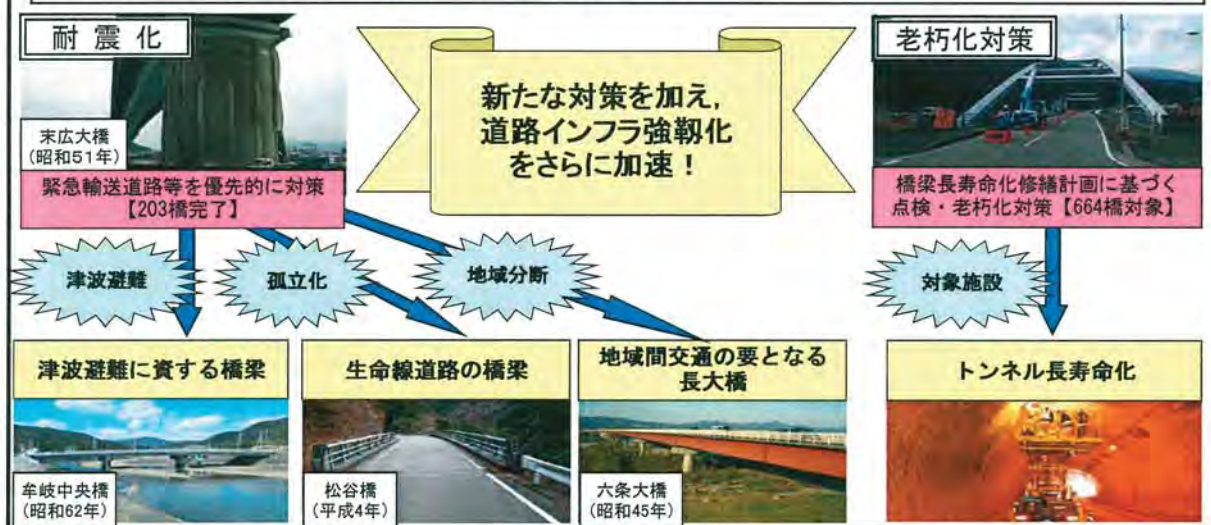 耐震化
末広大橋
(昭和51年)
緊急輸送道路等を優先的に対策
【203橋完了】
新たな対策を加え,
道路インフラ強靱化
をさらに加速！
老朽化対策
橋梁長寿命化修繕計画に基づく
点検・老朽化対策【664橋対象】
津波避難
孤立化
地域分断
対象施設
津波避難に資する橋梁
牟岐中央橋
(昭和62年)
生命線道路の橋梁
松谷橋
(平成4年)
地域間交通の要となる
長大橋
六条大橋
(昭和45年)
トンネル長寿命化